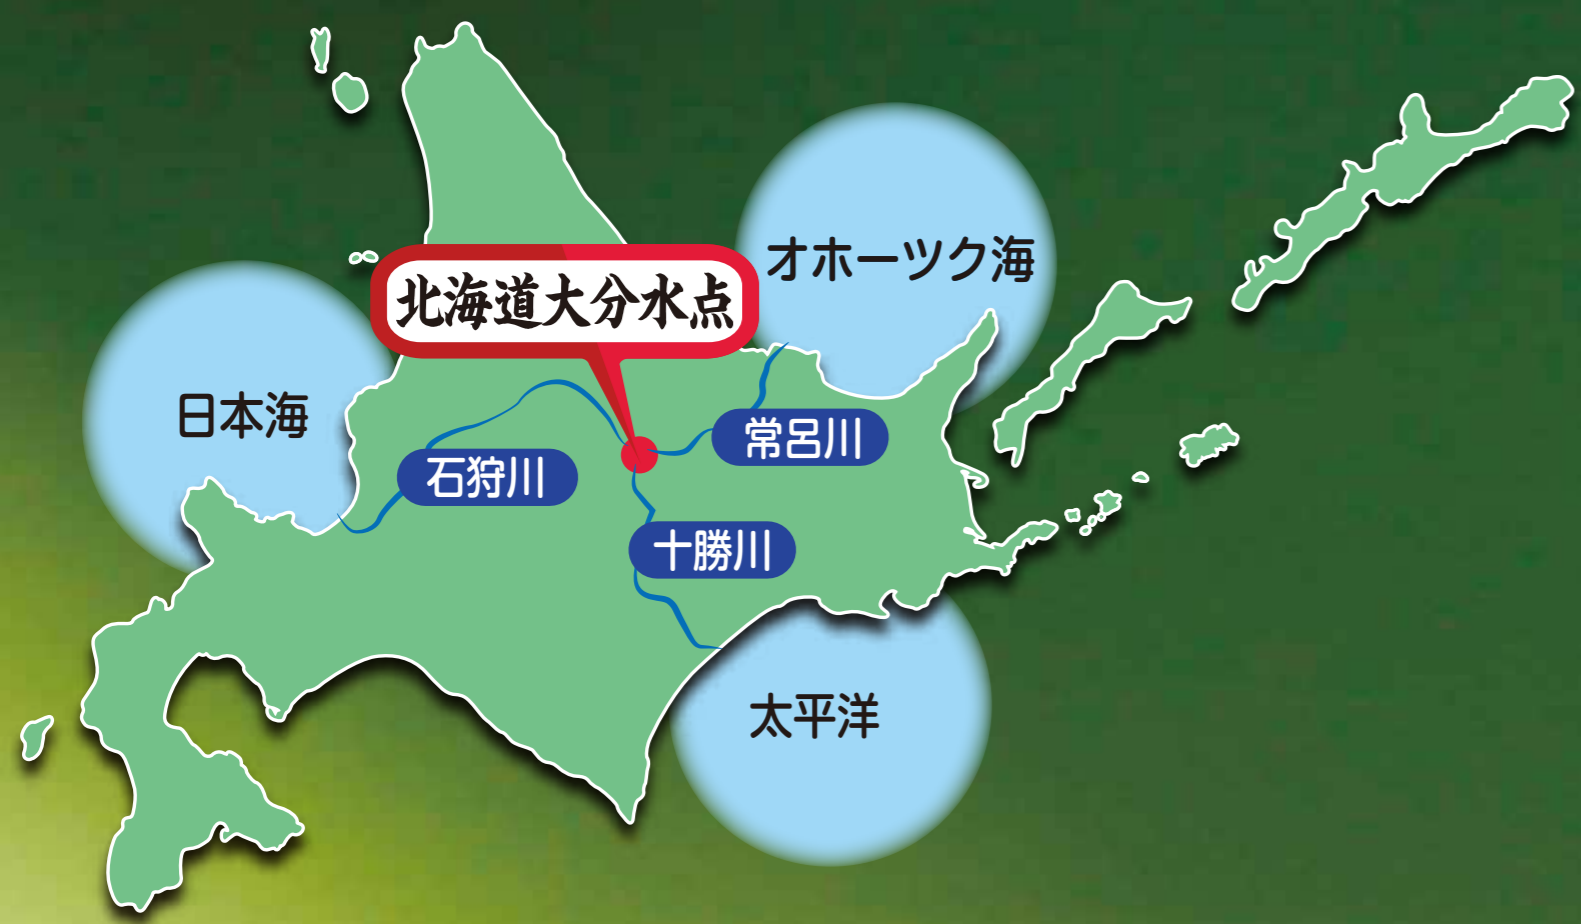 オホーツク海
北海道大分水点
日本海
常呂川
石狩川
十勝川
太平洋